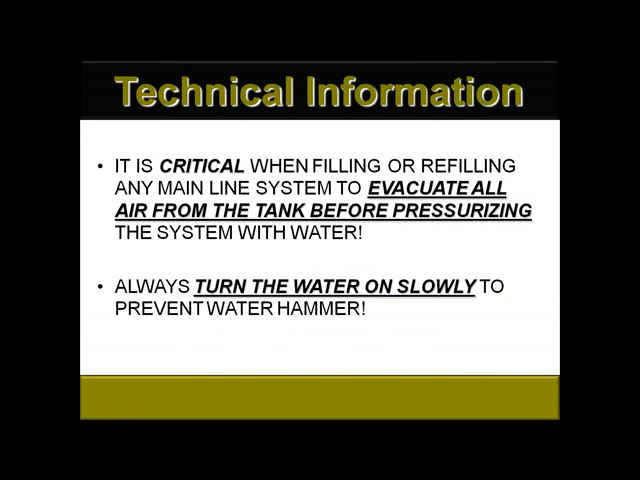 Technical Information
• IT IS CRITICAL WHEN FILLING OR REFILLING
ANY MAIN LINE SYSTEM TO EVACUATE ALL
AIR FROM THE TANK BEFORE PRESSURIZING
THE SYSTEM WITH WATER!
• ALWAYS TURN THE WATER ON SLOWLY TO
PREVENT WATER HAMMER!